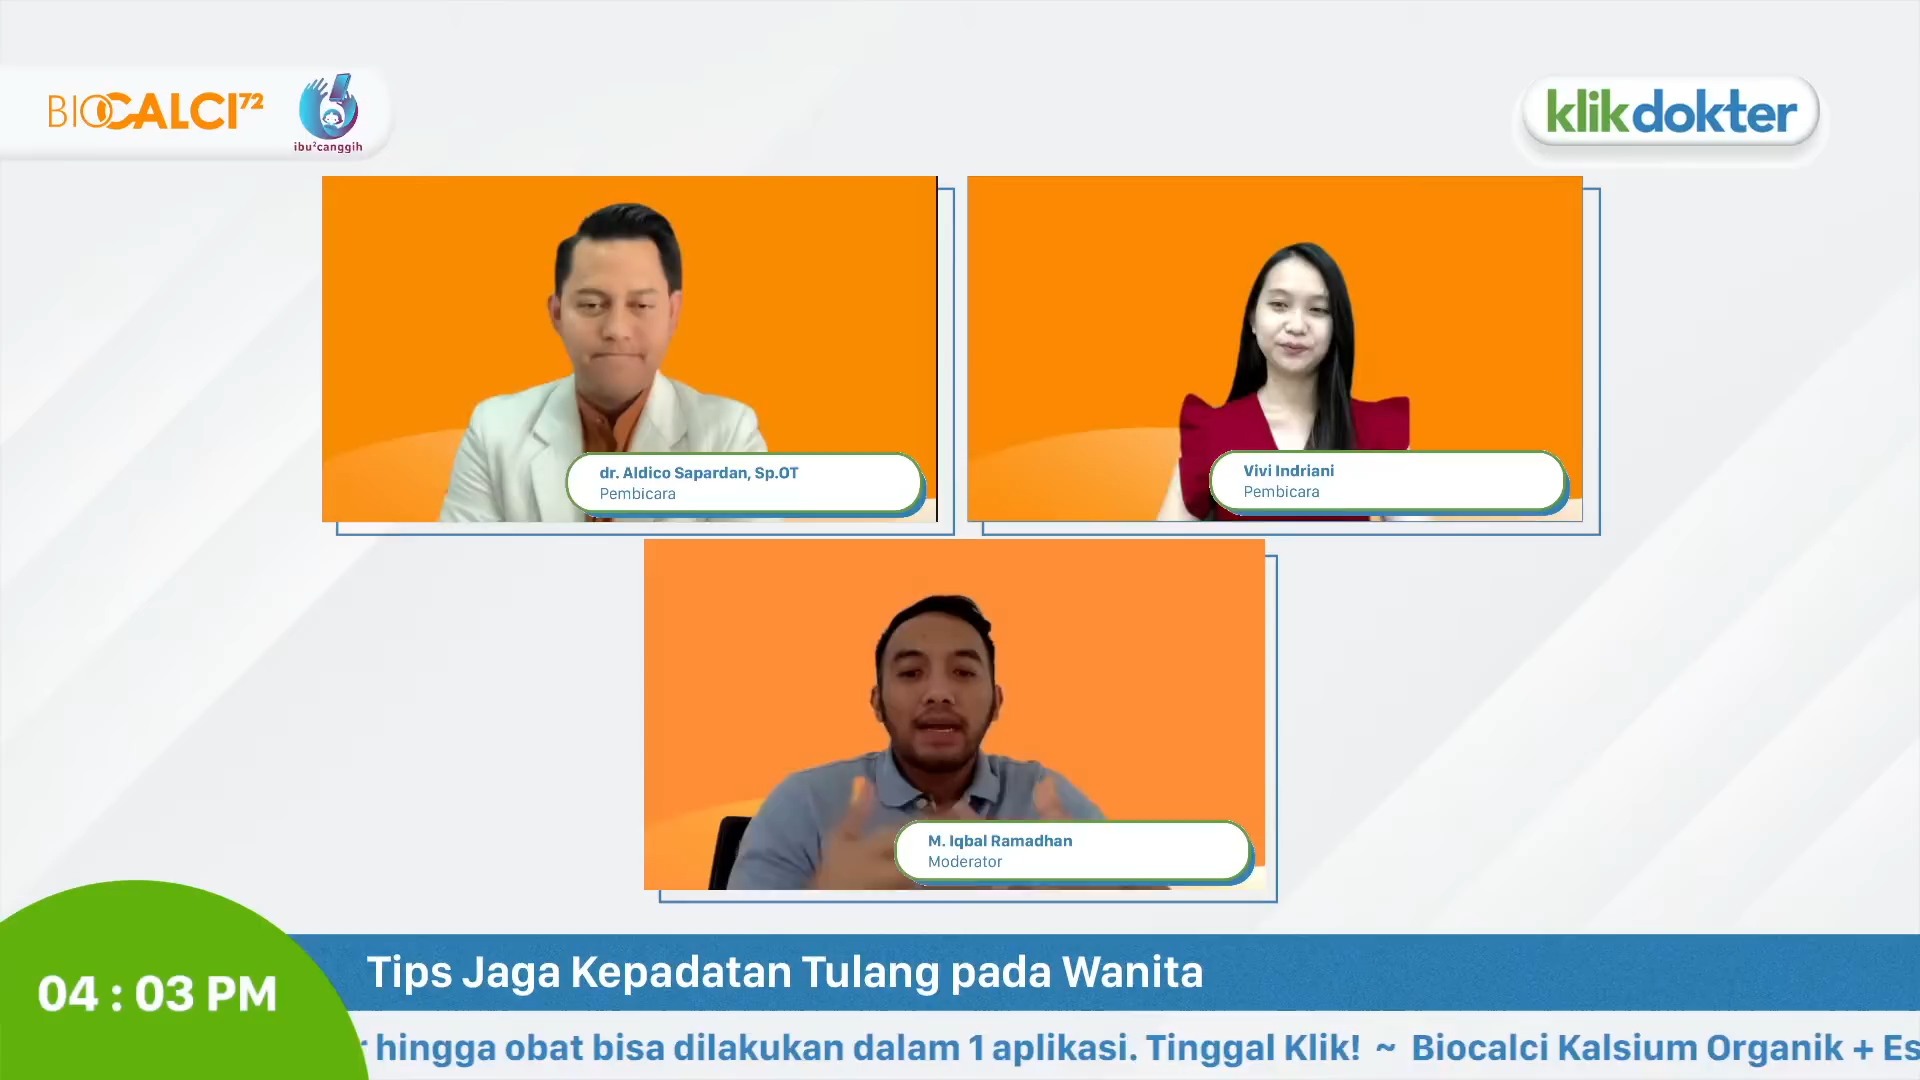 BIOCALCI72
ibu²canggih
klikdokter
dr. Aldico Sapardan, Sp.OT
Pembicara
Vivi Indriani
Pembicara
M. Iqbal Ramadhan
Moderator
04 : 03 PM
Tips Jaga Kepadatan Tulang pada Wanita
hingga obat bisa dilakukan dalam 1 aplikasi. Tinggal Klik! ~ Biocalci Kalsium Organik + Es